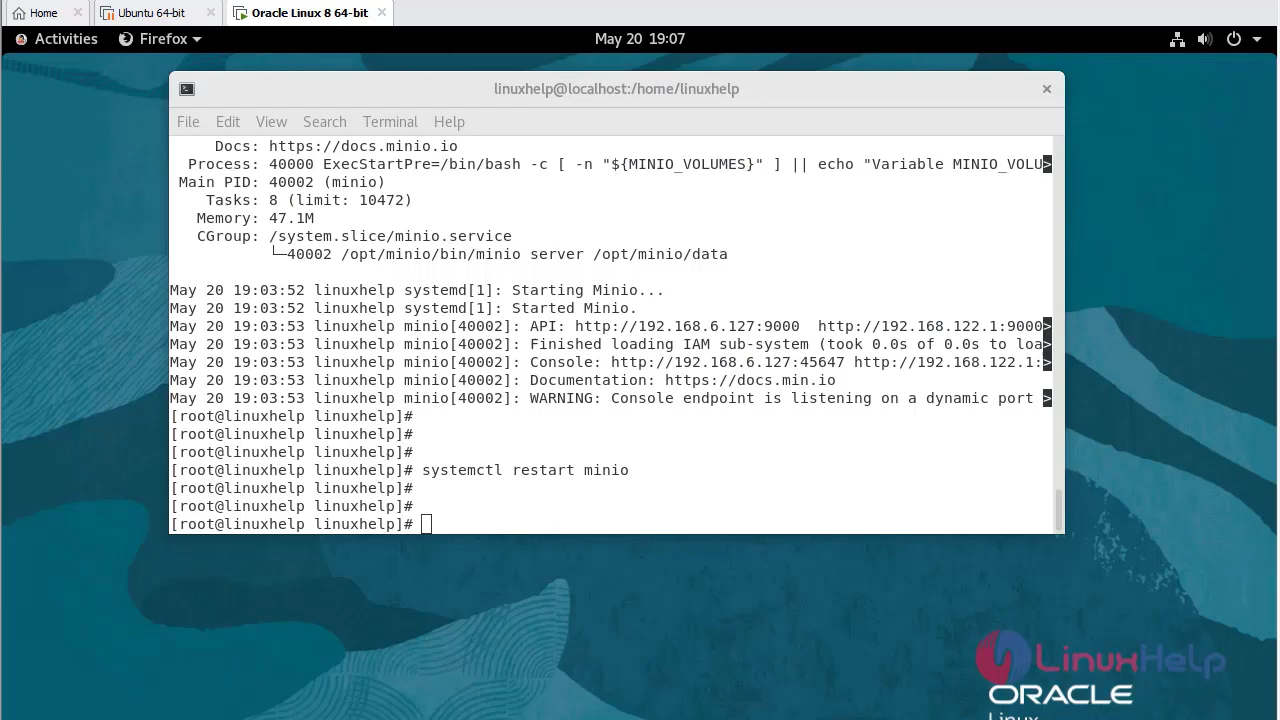 Home
Ubuntu 64-bit
Oracle Linux 8 64-bit
Activities
Firefox
May 20 19:07
linuxhelp@localhost:/home/linuxhelp
File Edit View Search Terminal Help
Docs: https://docs.minio.io
Process: 40000 ExecStartPre=/bin/bash -c [ -n "${MINIO_VOLUMES}" ] || echo "Variable MINIO_VOLU>
Main PID: 40002 (minio)
Tasks: 8 (limit: 10472)
Memory: 47.1M
CGroup: /system.slice/minio.service
└─40002 /opt/minio/bin/minio server /opt/minio/data
May 20 19:03:52 linuxhelp systemd[1]: Starting Minio...
May 20 19:03:52 linuxhelp systemd[1]: Started Minio.
May 20 19:03:53 linuxhelp minio[40002]: API: http://192.168.6.127:9000  http://192.168.122.1:9000>
May 20 19:03:53 linuxhelp minio[40002]: Finished loading IAM sub-system (took 0.0s of 0.0s to loa>
May 20 19:03:53 linuxhelp minio[40002]: Console: http://192.168.6.127:45647 http://192.168.122.1:>
May 20 19:03:53 linuxhelp minio[40002]: Documentation: https://docs.min.io
May 20 19:03:53 linuxhelp minio[40002]: WARNING: Console endpoint is listening on a dynamic port >
[root@linuxhelp linuxhelp]#
[root@linuxhelp linuxhelp]#
[root@linuxhelp linuxhelp]#
[root@linuxhelp linuxhelp]# systemctl restart minio
[root@linuxhelp linuxhelp]#
[root@linuxhelp linuxhelp]#
[root@linuxhelp linuxhelp]#
LinuxHelp
ORACLE
Linux